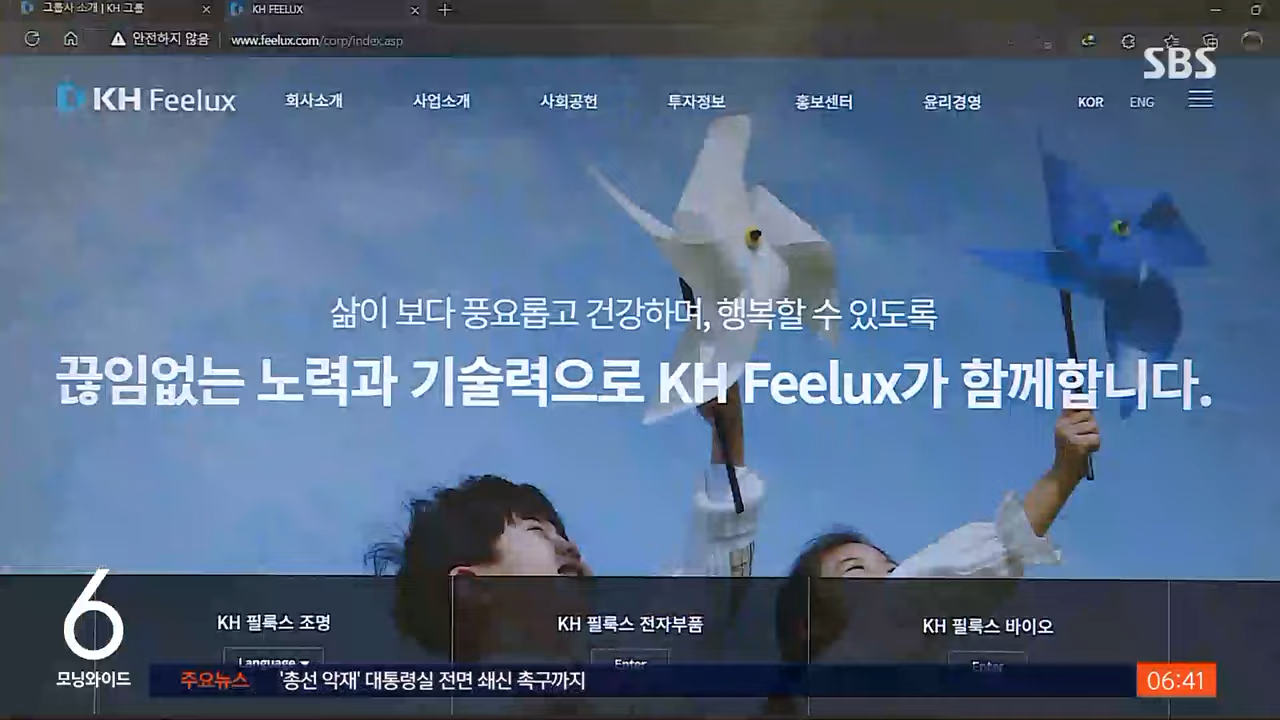 그룹사 소개 | KH 그룹
KH FEELUX
안전하지 않음 www.feelux.com/corp/index.asp
SBS
KH Feelux 회사소개 사업소개 사회공헌 투자정보 홍보센터 윤리경영 KOR ENG
삶이 보다 풍요롭고 건강하며, 행복할 수 있도록
끊임없는 노력과 기술력으로 KH Feelux가 함께합니다.
KH 필룩스 조명 KH 필룩스 전자부품 KH 필룩스 바이오
Language Enter Enter
6
모닝와이드
주요뉴스 '총선 악재' 대통령실 전면 쇄신 촉구까지
06:41